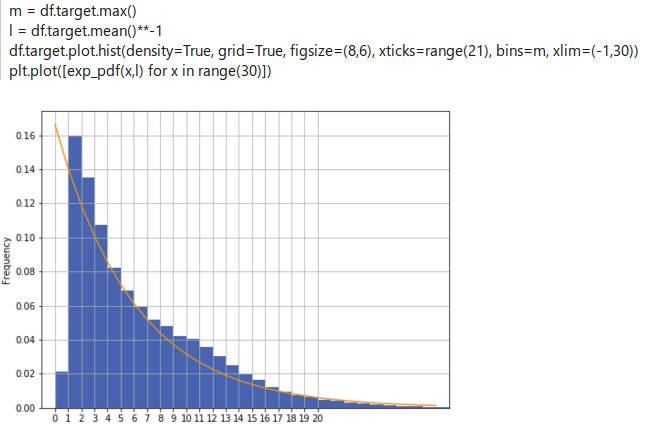 m = df.target.max()
l = df.target.mean()**-1
df.target.plot.hist(density=True, grid=True, figsize=(8,6), xticks=range(21), bins=m, xlim=(-1,30))
plt.plot([exp_pdf(x,l) for x in range(30)])
0.16
0.14
0.12
0.10
0.08
0.06
0.04
0.02
0.00
Frequency
0 1 2 3 4 5 6 7 8 9 10 11 12 13 14 15 16 17 18 19 20